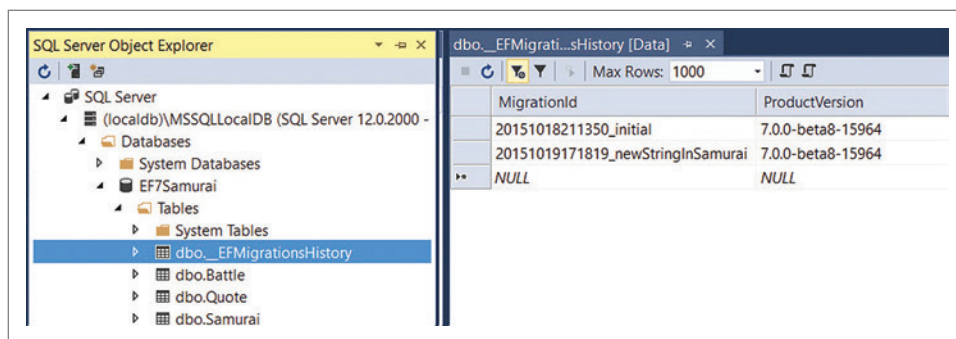 SQL Server Object Explorer
SQL Server
(localdb)\MSSQLLocalDB (SQL Server 12.0.2000 -
Databases
System Databases
EF7Samurai
Tables
System Tables
dbo.__EFMigrationsHistory
dbo.Battle
dbo.Quote
dbo.Samurai
dbo.__EFMigrati...sHistory [Data]
Max Rows: 1000
MigrationId ProductVersion
20151018211350_initial 7.0.0-beta8-15964
20151019171819_newStringInSamurai 7.0.0-beta8-15964
NULL NULL